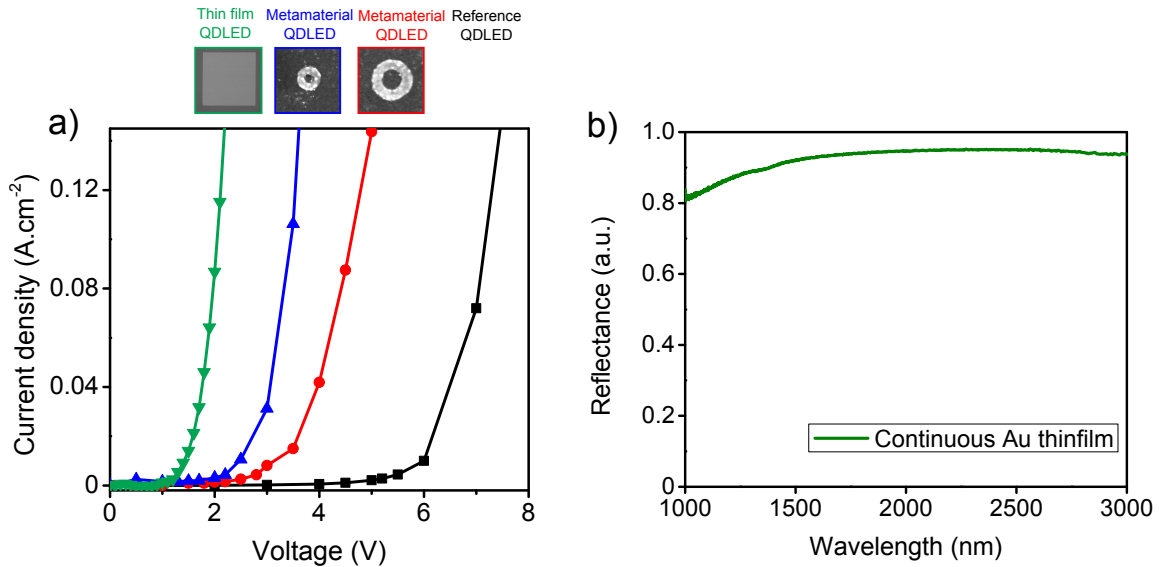 Thin film
QDLED
Metamaterial
QDLED
Metamaterial
QDLED
Reference
QDLED
a)
Current density (A.cm-2)
0.12
0.08
0.04
0
0
2
4
6
8
Voltage (V)
b)
Reflectance (a.u.)
1.0
0.8
0.6
0.4
0.2
0
Continuous Au thinfilm
1000
1500
2000
2500
3000
Wavelength (nm)